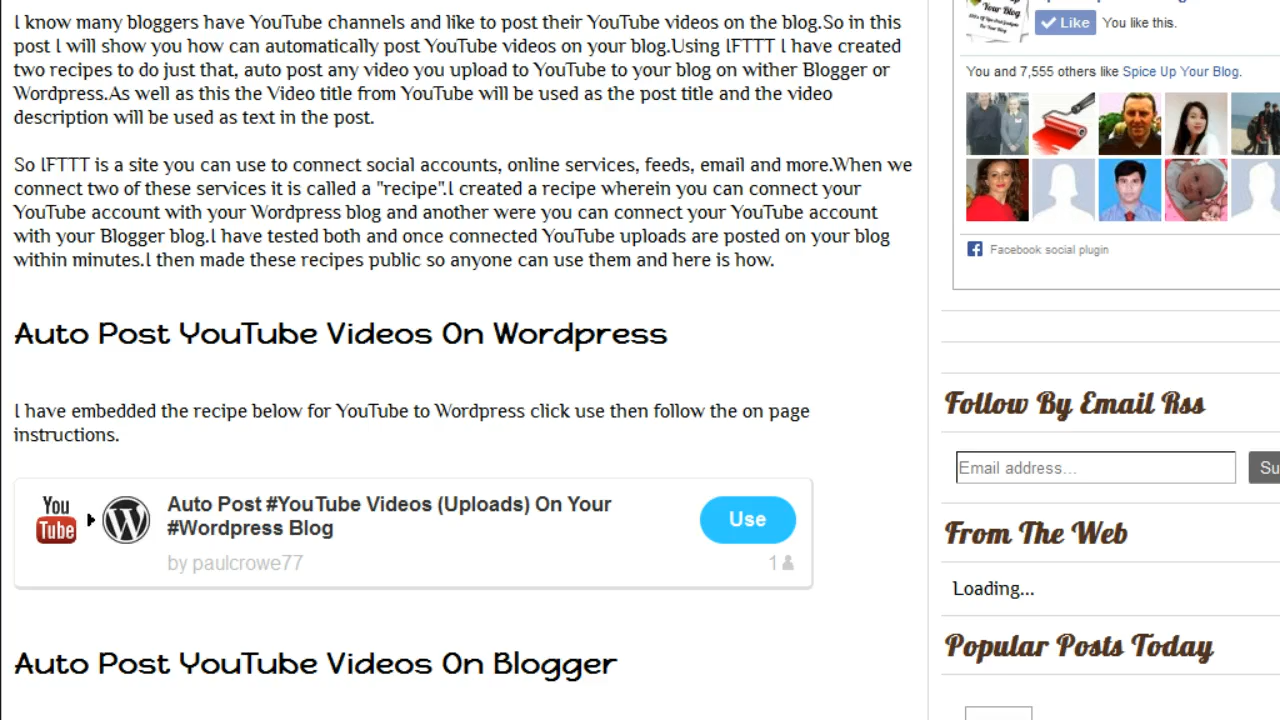 I know many bloggers have YouTube channels and like to post their YouTube videos on the blog.So in this
post I will show you how can automatically post YouTube videos on your blog.Using IFTTT I have created
two recipes to do just that, auto post any video you upload to YouTube to your blog on wither Blogger or
Wordpress.As well as this the Video title from YouTube will be used as the post title and the video
description will be used as text in the post.
So IFTTT is a site you can use to connect social accounts, online services, feeds, email and more.When we
connect two of these services it is called a "recipe".I created a recipe wherein you can connect your
YouTube account with your Wordpress blog and another were you can connect your YouTube account
with your Blogger blog.I have tested both and once connected YouTube uploads are posted on your blog
within minutes.I then made these recipes public so anyone can use them and here is how.
Auto Post YouTube Videos On Wordpress
I have embedded the recipe below for YouTube to Wordpress click use then follow the on page
instructions.
You
Tube
Auto Post #YouTube Videos (Uploads) On Your
#Wordpress Blog
by paulcrowe77
Use
1
Auto Post YouTube Videos On Blogger
Your Blog
Like
You like this.
You and 7,555 others like Spice Up Your Blog.
Facebook social plugin
Follow By Email Rss
Email address...
Su
From The Web
Loading...
Popular Posts Today